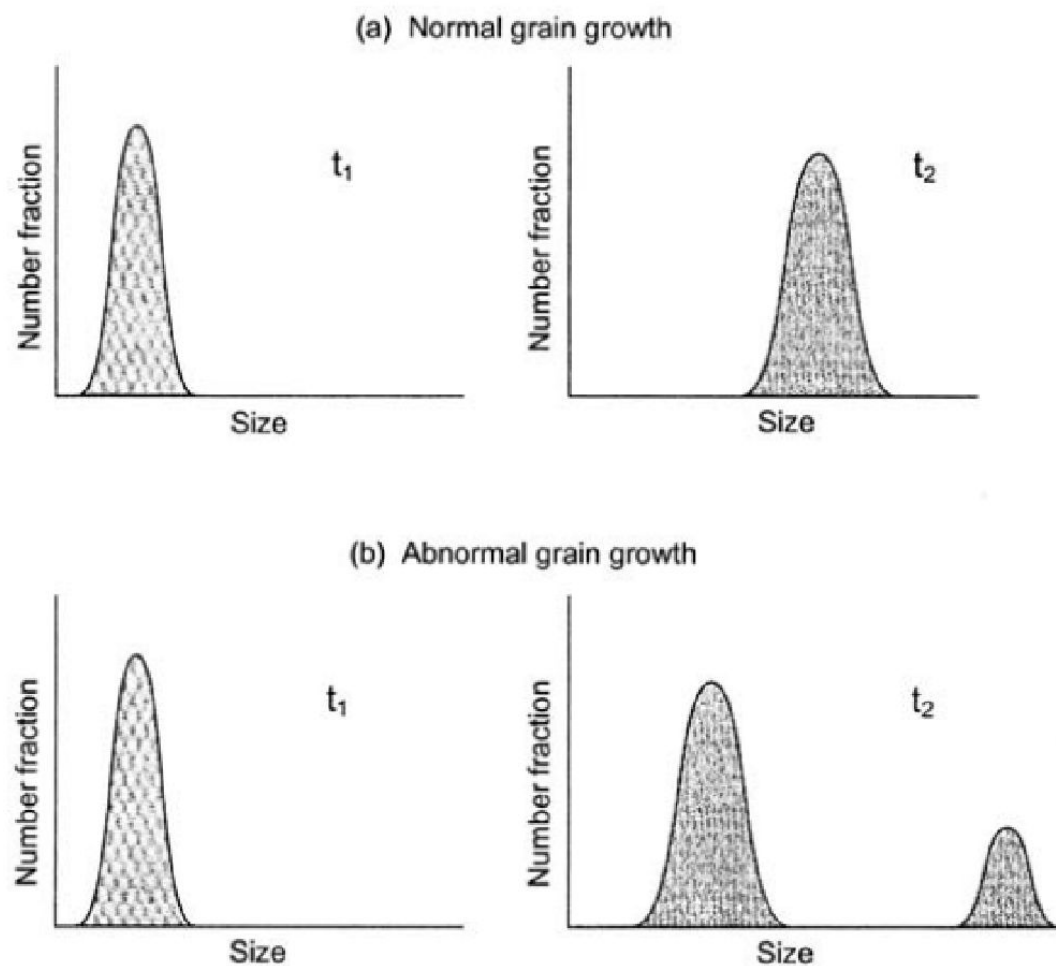 (a) Normal grain growth
Number fraction
t₁
Size
Number fraction
t₂
Size
(b) Abnormal grain growth
Number fraction
t₁
Size
Number fraction
t₂
Size